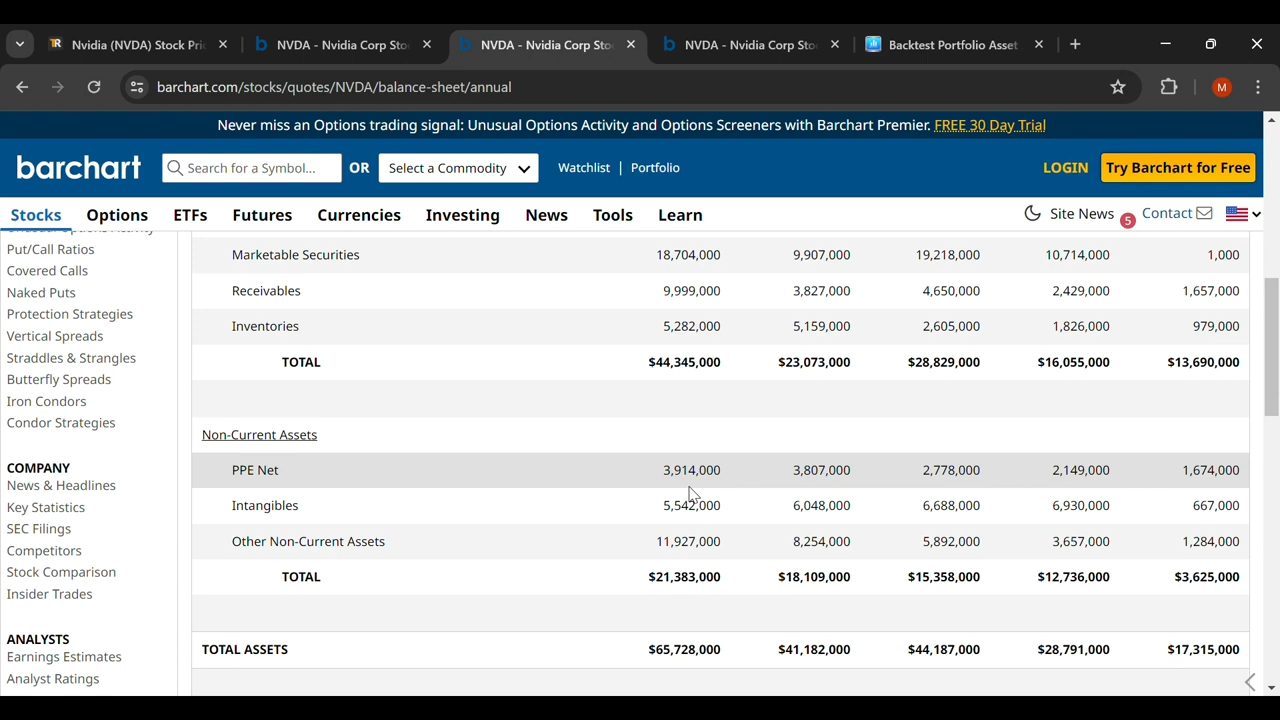 Nvidia (NVDA) Stock Pri
NVDA - Nvidia Corp Sto
NVDA - Nvidia Corp Sto
NVDA - Nvidia Corp Sto
Backtest Portfolio Asset
barchart.com/stocks/quotes/NVDA/balance-sheet/annual
M
Never miss an Options trading signal: Unusual Options Activity and Options Screeners with Barchart Premier. FREE 30 Day Trial
barchart
Search for a Symbol...
OR
Select a Commodity
Watchlist | Portfolio
LOGIN
Try Barchart for Free
Stocks Options ETFs Futures Currencies Investing News Tools Learn
Site News 5 Contact
Put/Call Ratios
Covered Calls
Naked Puts
Protection Strategies
Vertical Spreads
Straddles & Strangles
Butterfly Spreads
Iron Condors
Condor Strategies
COMPANY
News & Headlines
Key Statistics
SEC Filings
Competitors
Stock Comparison
Insider Trades
ANALYSTS
Earnings Estimates
Analyst Ratings
Marketable Securities 18,704,000 9,907,000 19,218,000 10,714,000 1,000
Receivables 9,999,000 3,827,000 4,650,000 2,429,000 1,657,000
Inventories 5,282,000 5,159,000 2,605,000 1,826,000 979,000
TOTAL $44,345,000 $23,073,000 $28,829,000 $16,055,000 $13,690,000
Non-Current Assets
PPE Net 3,914,000 3,807,000 2,778,000 2,149,000 1,674,000
Intangibles 5,542,000 6,048,000 6,688,000 6,930,000 667,000
Other Non-Current Assets 11,927,000 8,254,000 5,892,000 3,657,000 1,284,000
TOTAL $21,383,000 $18,109,000 $15,358,000 $12,736,000 $3,625,000
TOTAL ASSETS $65,728,000 $41,182,000 $44,187,000 $28,791,000 $17,315,000